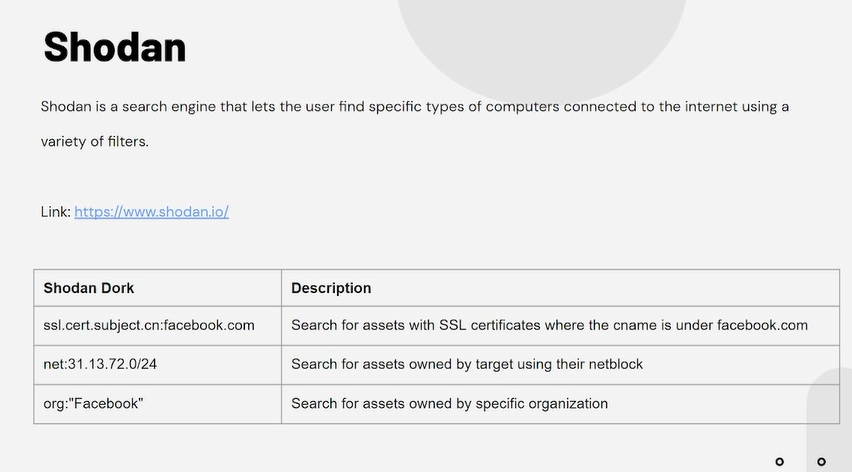 Shodan
Shodan is a search engine that lets the user find specific types of computers connected to the internet using a
variety of filters.
Link: https://www.shodan.io/
Shodan Dork Description
ssl.cert.subject.cn:facebook.com Search for assets with SSL certificates where the cname is under facebook.com
net:31.13.72.0/24 Search for assets owned by target using their netblock
org:"Facebook" Search for assets owned by specific organization